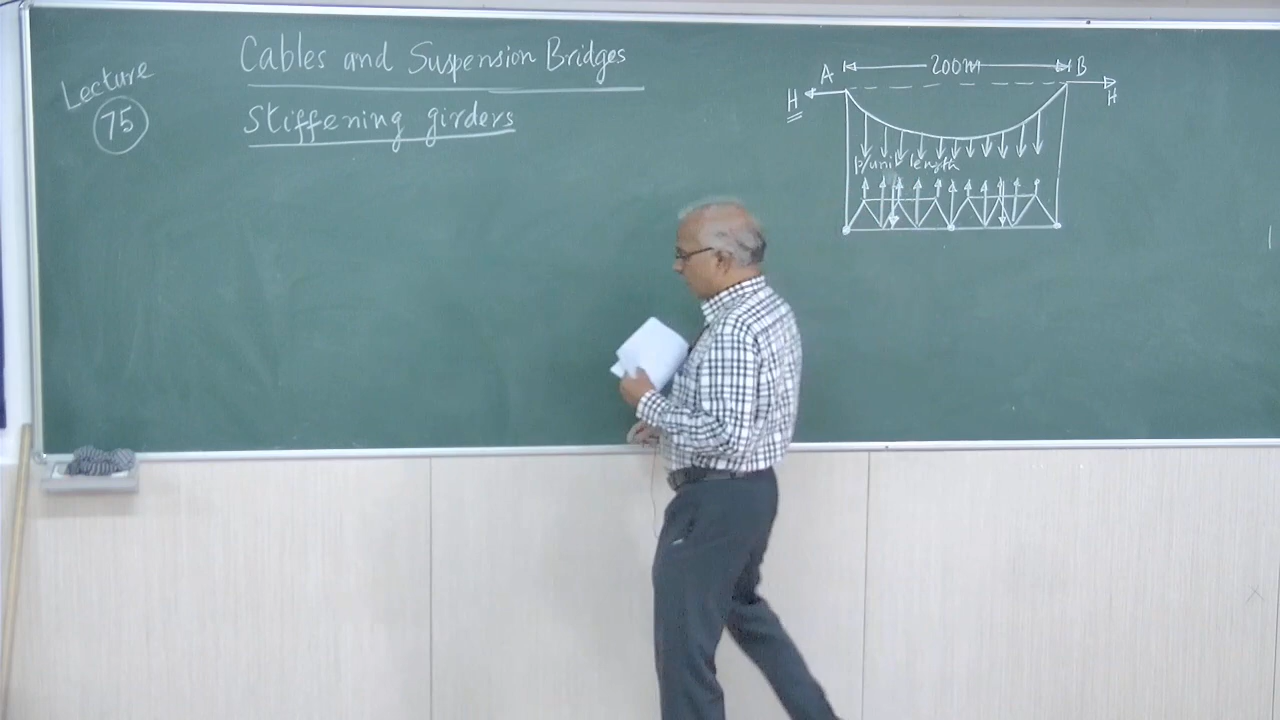 Lecture
75
Cables and Suspension Bridges
Stiffening girders
A 200m B
H H
p/unit length